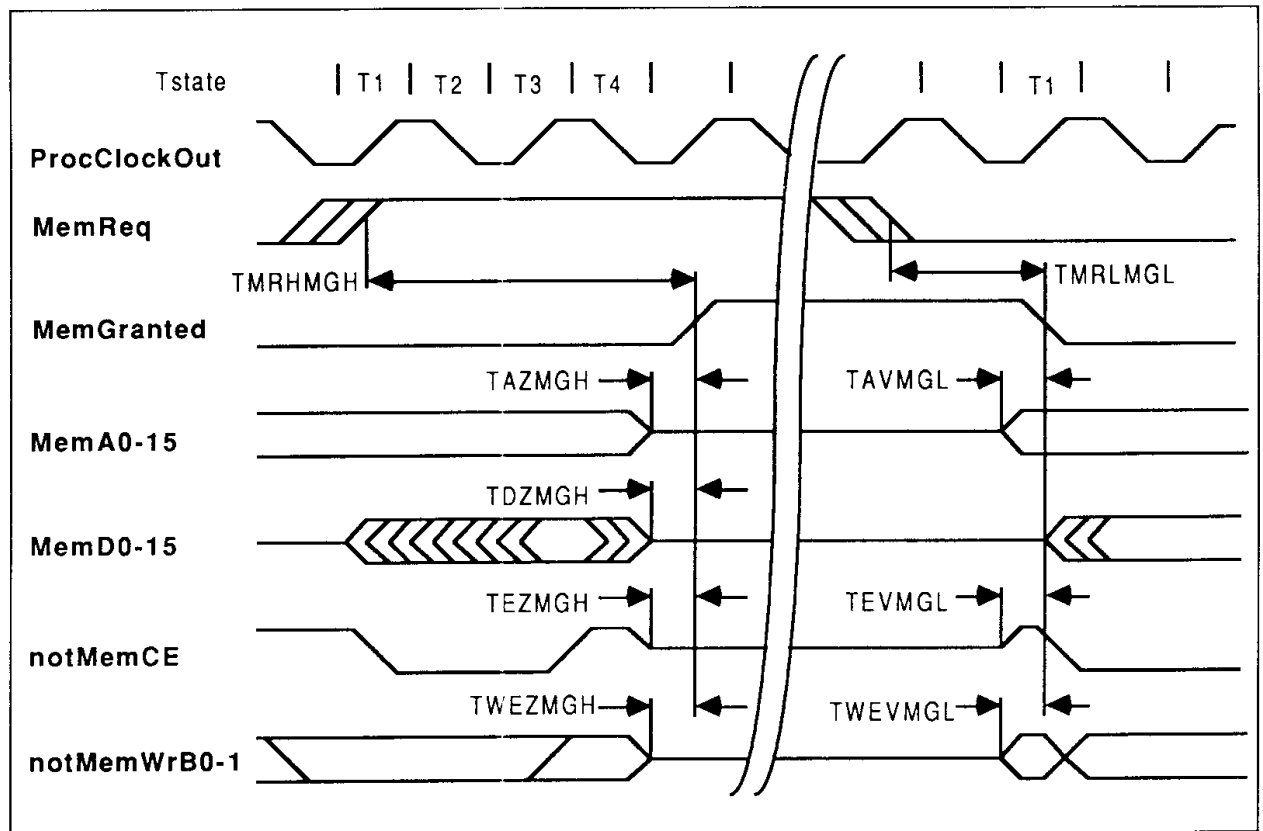 Tstate T1 T2 T3 T4 T1
ProcClockOut
MemReq
TMRHMGH TMRLMGL
MemGranted
TAZMGH TAVMGL
MemA0-15
TDZMGH
MemD0-15
TEZMGH TEVMGL
notMemCE
TWEZMGH TWEVMGL
notMemWrB0-1